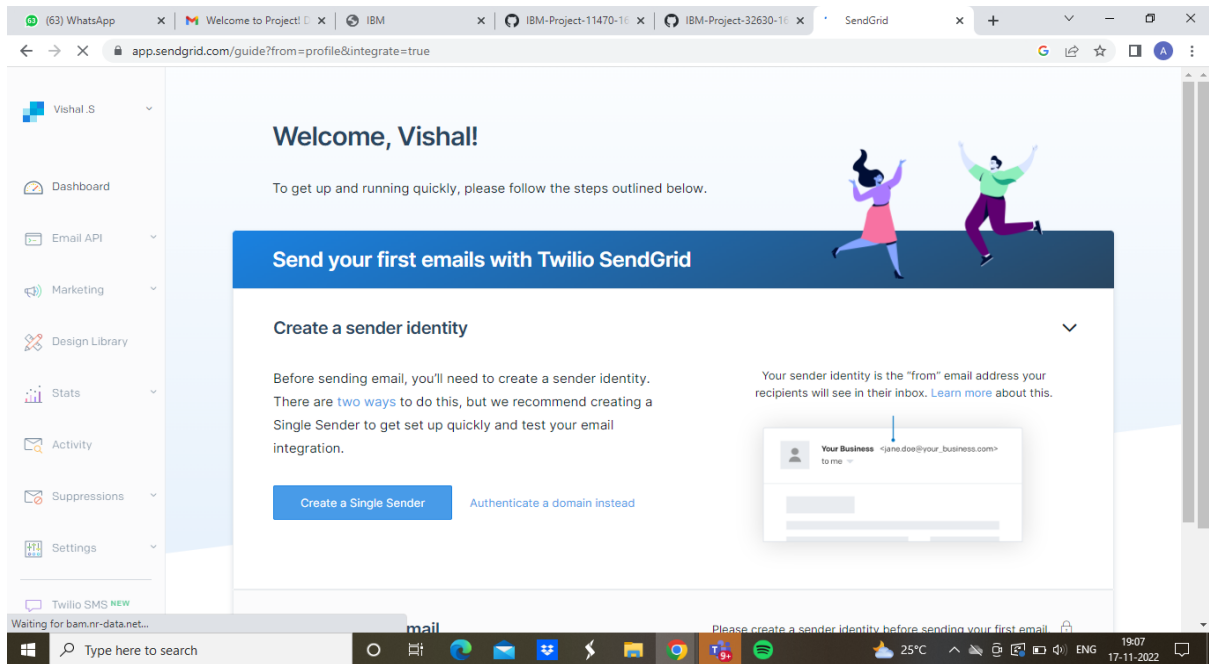 63
(63) WhatsApp
Welcome to Project! D
IBM
IBM-Project-11470-16
IBM-Project-32630-16
SendGrid
app.sendgrid.com/guide?from=profile&integrate=true
G
A
Vishal .S
Welcome, Vishal!
Dashboard
To get up and running quickly, please follow the steps outlined below.
Email API
Send your first emails with Twilio SendGrid
Marketing
Create a sender identity
Design Library
Before sending email, you'll need to create a sender identity.
There are two ways to do this, but we recommend creating a
Single Sender to get set up quickly and test your email
integration.
Your sender identity is the "from" email address your
recipients will see in their inbox. Learn more about this.
Stats
Activity
Your Business <jane.doe@your_business.com>
to me
Suppressions
Create a Single Sender
Authenticate a domain instead
Settings
Twilio SMS NEW
Waiting for bam.nr-data.net...
mail
Please create a sender identity before sending your first email.
Type here to search
9+
25°C
ENG
19:07
17-11-2022